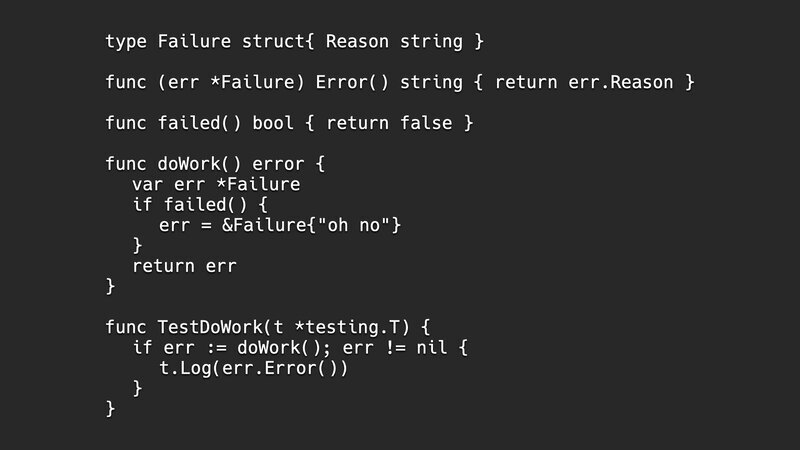 type Failure struct{ Reason string }
func (err *Failure) Error() string { return err.Reason }
func failed() bool { return false }
func doWork() error {
var err *Failure
if failed() {
err = &Failure{"oh no"}
}
return err
}
func TestDoWork(t *testing.T) {
if err := doWork(); err != nil {
t.Log(err.Error())
}
}